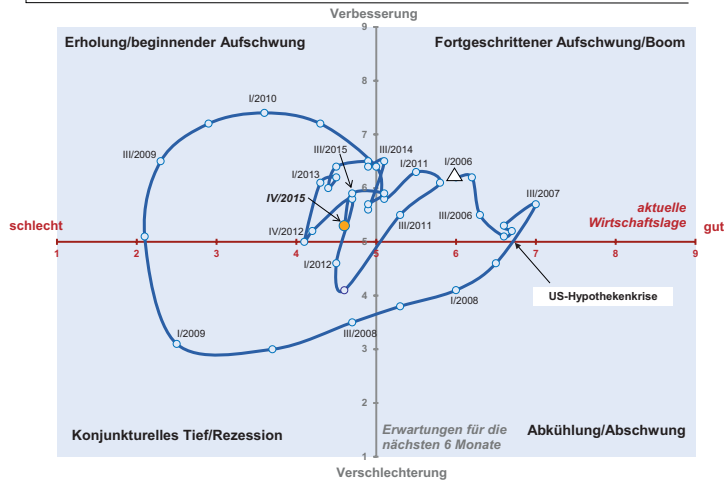 Verbesserung
9
Erholung/beginnender Aufschwung
Fortgeschrittener Aufschwung/Boom
8
I/2010
7
III/2009
III/2015
III/2014
I/2013
I/2011
I/2006
6
IV/2015
III/2007
III/2006
III/2011
IV/2012
aktuelle
Wirtschaftslage
schlecht
gut
5
1
2
3
4
5
6
7
8
9
I/2012
US-Hypothekenkrise
4
I/2008
III/2008
I/2009
3
2
Erwartungen für die
nächsten 6 Monate
Konjunkturelles Tief/Rezession
Abkühlung/Abschwung
1
Verschlechterung